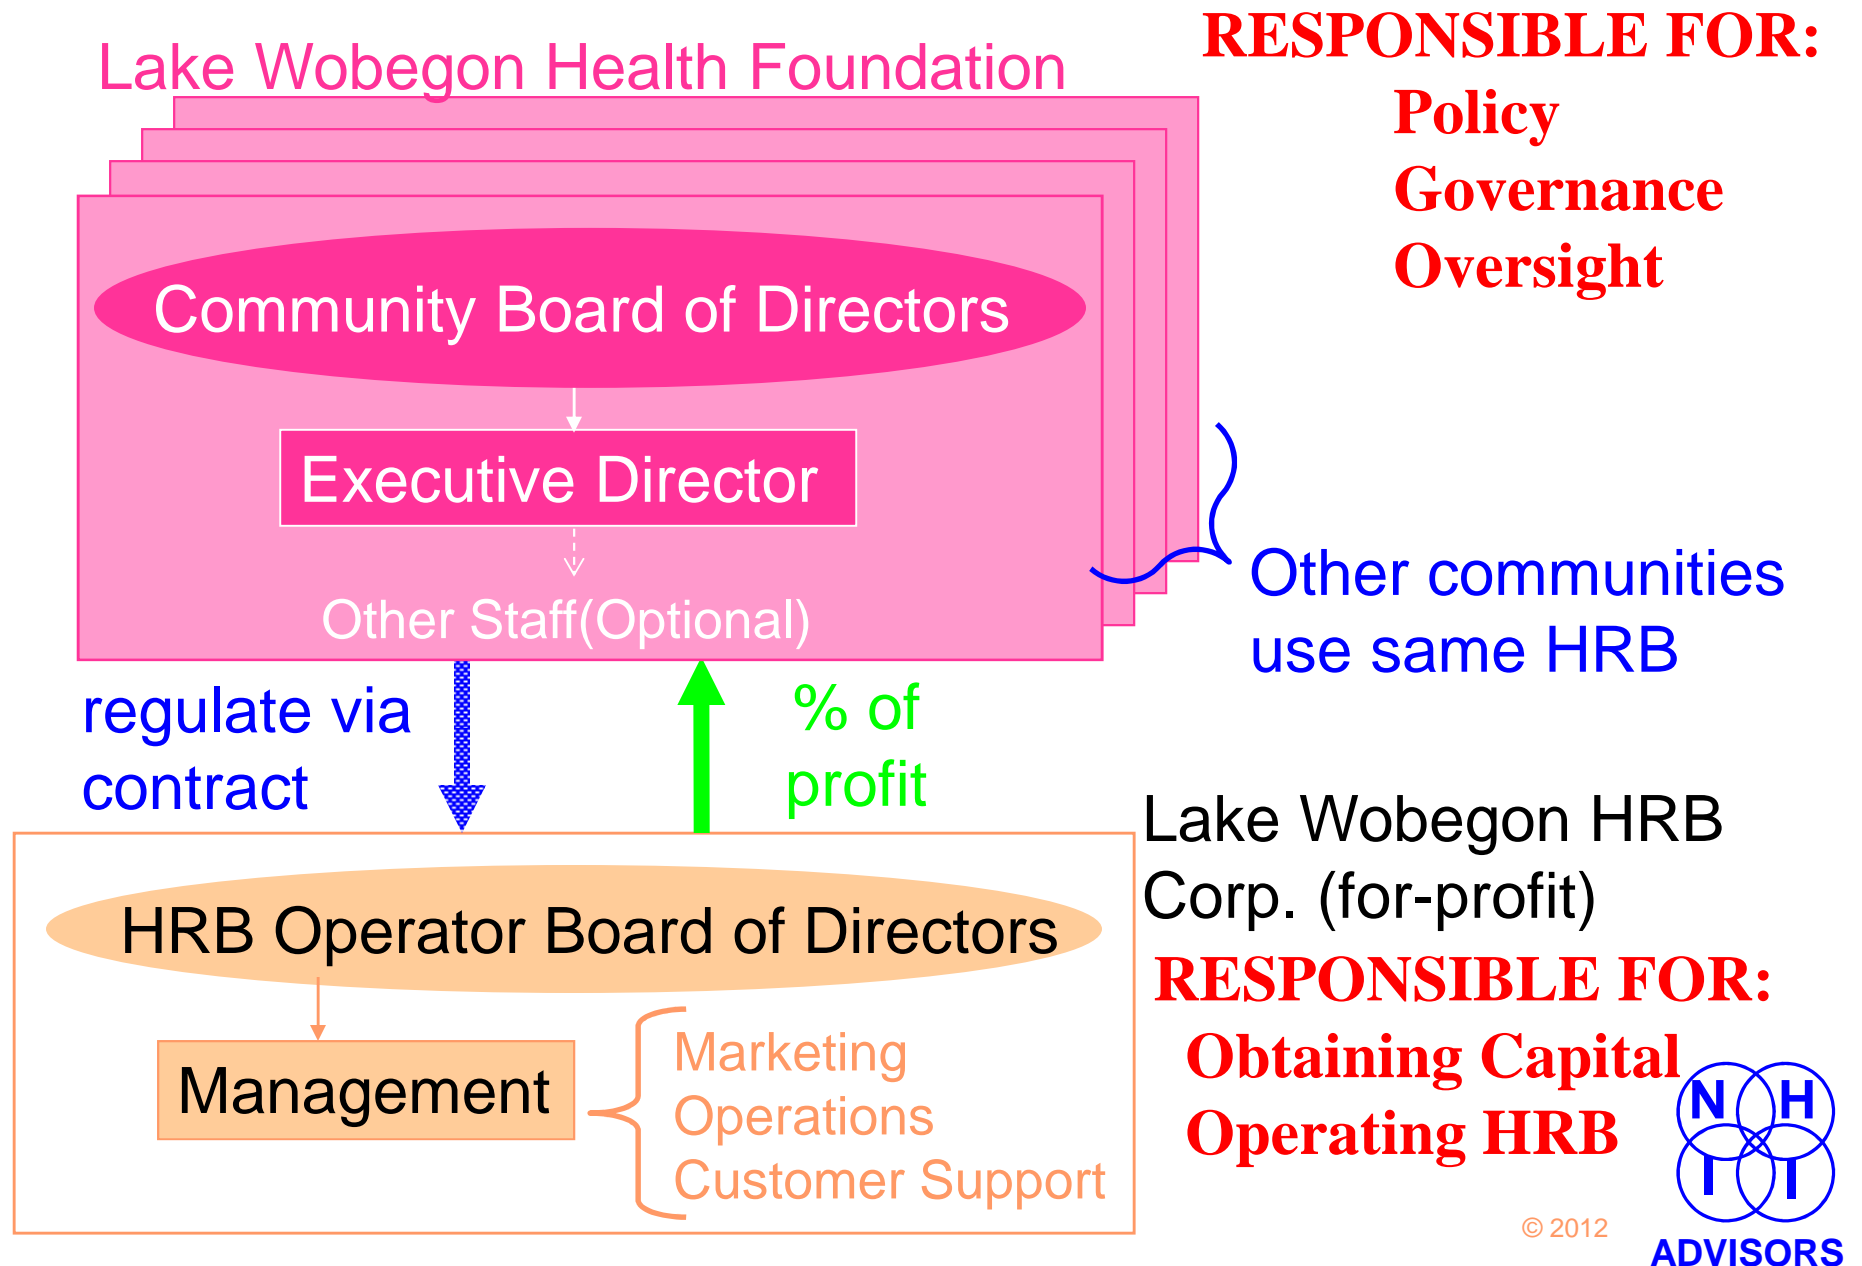 Lake Wobegon Health Foundation
RESPONSIBLE FOR:
Policy
Governance
Oversight
Community Board of Directors
Executive Director
Other Staff(Optional)
Other communities
use same HRB
regulate via
contract
% of
profit
Lake Wobegon HRB
Corp. (for-profit)
HRB Operator Board of Directors
Management
Marketing
Operations
Customer Support
RESPONSIBLE FOR:
Obtaining Capital
Operating HRB
N H
I I
ADVISORS
© 2012